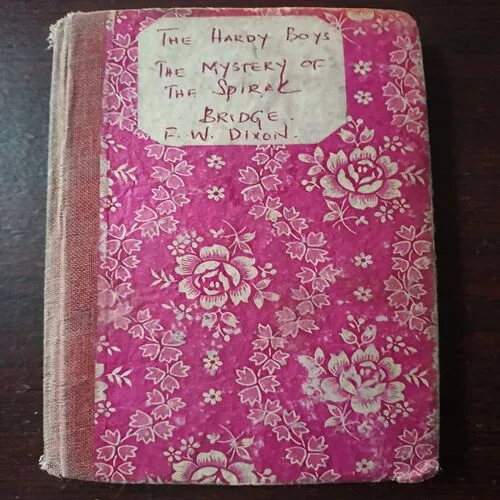 THE HARDY BOYS
THE MYSTERY OF
THE SPIRAL
BRIDGE.
F. W. DIXON.